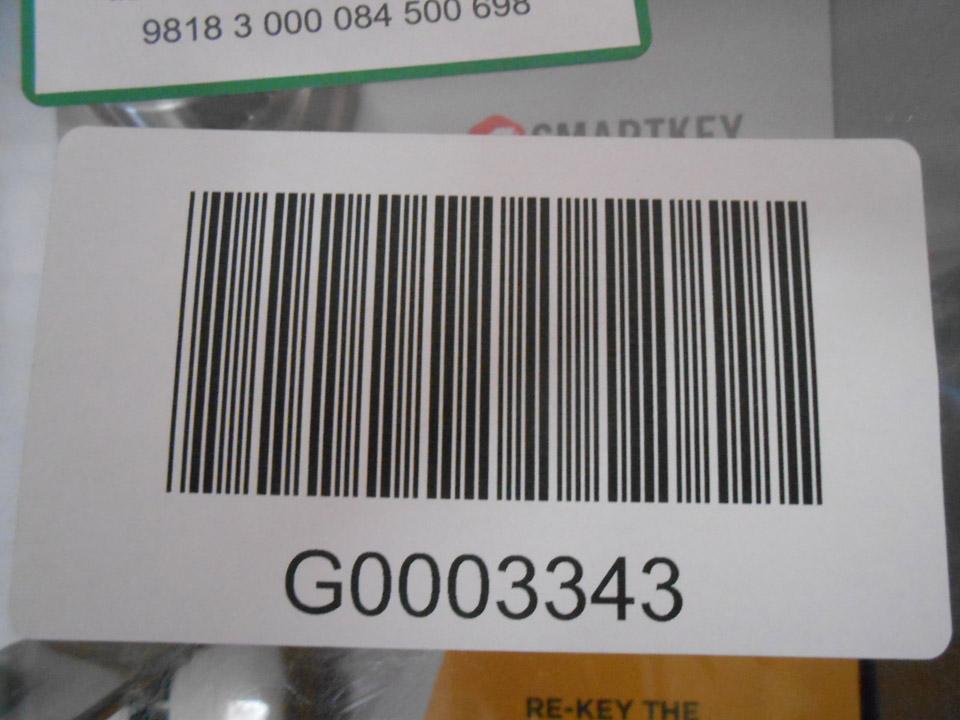 9818 3 000 084 500 698
SMARTKEY
G0003343
RE-KEY THE